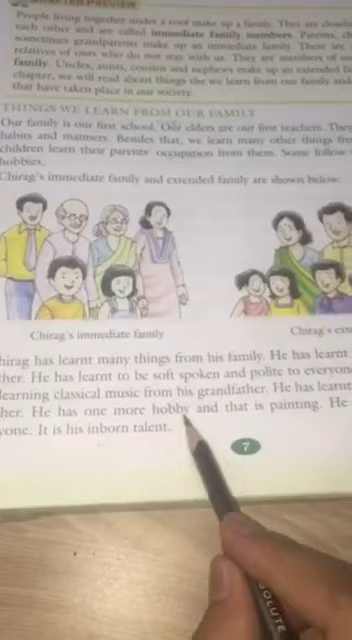 CHAPTER PREVIEW
People living together under a roof make up a family. They are closely
each other and are called immediate family members. Parents,
sometimes grandparents make up an immediate family. There are
relatives of ours who do not stay with us. They are members of our
family. Uncles, aunts, cousins and nephews make up an extended
chapter, we will read about things the we learn from our family
that have taken place in our society.
THINGS WE LEARN FROM OUR FAMILY
Our family is our first school. Our elders are our first teachers. They
habits and manners. Besides that, we learn many other things
children learn their parents' occupation from them. Some follow
hobbies.
Chirag's immediate family and extended family are shown below.
Chirag's immediate family
Chirag's
hirag has learnt many things from his family. He has learnt
ther. He has learnt to be soft spoken and polite to everyone
learning classical music from his grandfather. He has learnt
her. He has one more hobby and that is painting. He
yone. It is his inborn talent.
7
SOLUTE